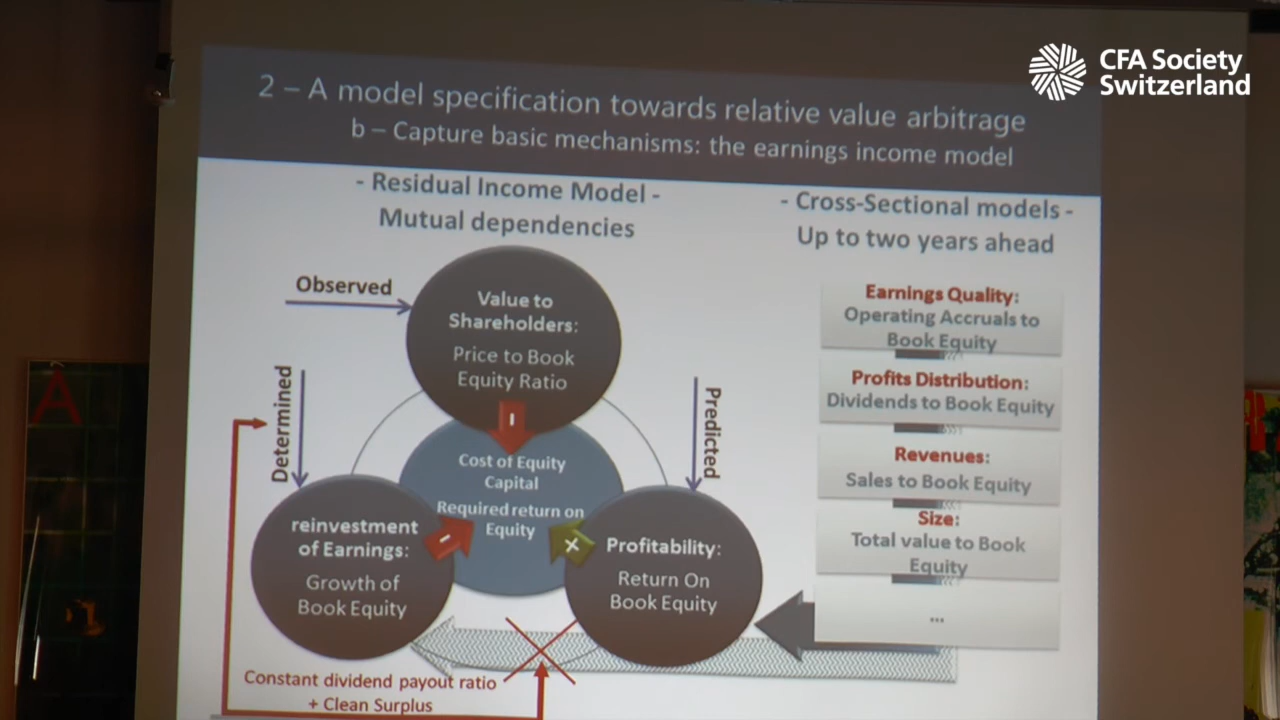 CFA Society
Switzerland
2 – A model specification towards relative value arbitrage
b – Capture basic mechanisms: the earnings income model
- Residual Income Model -
Mutual dependencies
- Cross-Sectional models -
Up to two years ahead
Observed
Value to
Shareholders:
Price to Book
Equity Ratio
Determined
Predicted
Cost of Equity
Capital
Required return on
Equity
reinvestment
of Earnings:
Growth of
Book Equity
Profitability:
Return On
Book Equity
Earnings Quality:
Operating Accruals to
Book Equity
Profits Distribution:
Dividends to Book Equity
Revenues:
Sales to Book Equity
Size:
Total value to Book
Equity
...
Constant dividend payout ratio
+ Clean Surplus
A